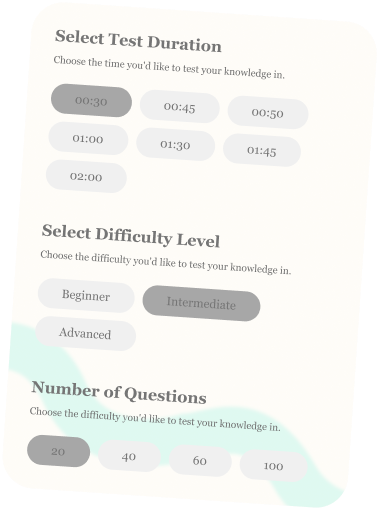 Select Test Duration
Choose the time you'd like to test your knowledge in.
00:30 00:45 00:50
01:00 01:30 01:45
02:00
Select Difficulty Level
Choose the difficulty you'd like to test your knowledge in.
Beginner Intermediate
Advanced
Number of Questions
Choose the difficulty you'd like to test your knowledge in.
20 40 60 100